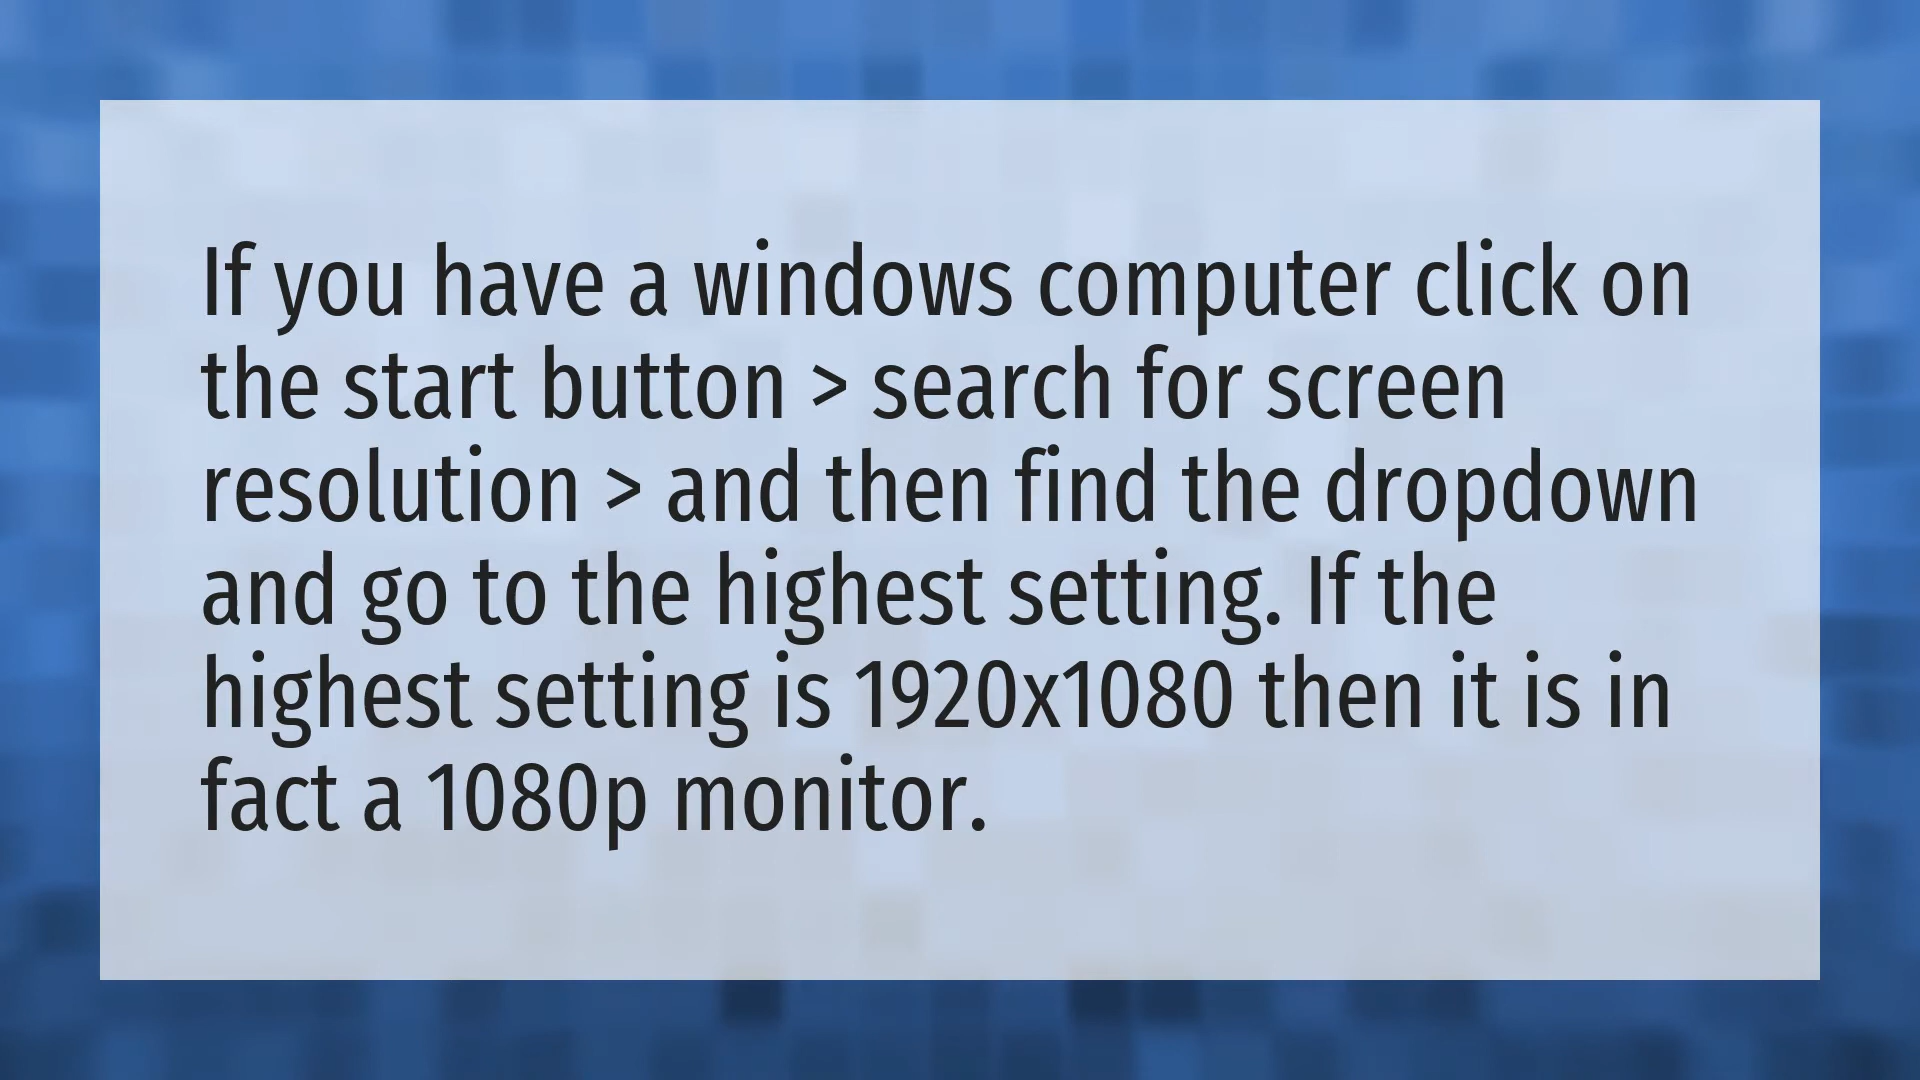 If you have a windows computer click on
the start button > search for screen
resolution > and then find the dropdown
and go to the highest setting. If the
highest setting is 1920x1080 then it is in
fact a 1080p monitor.